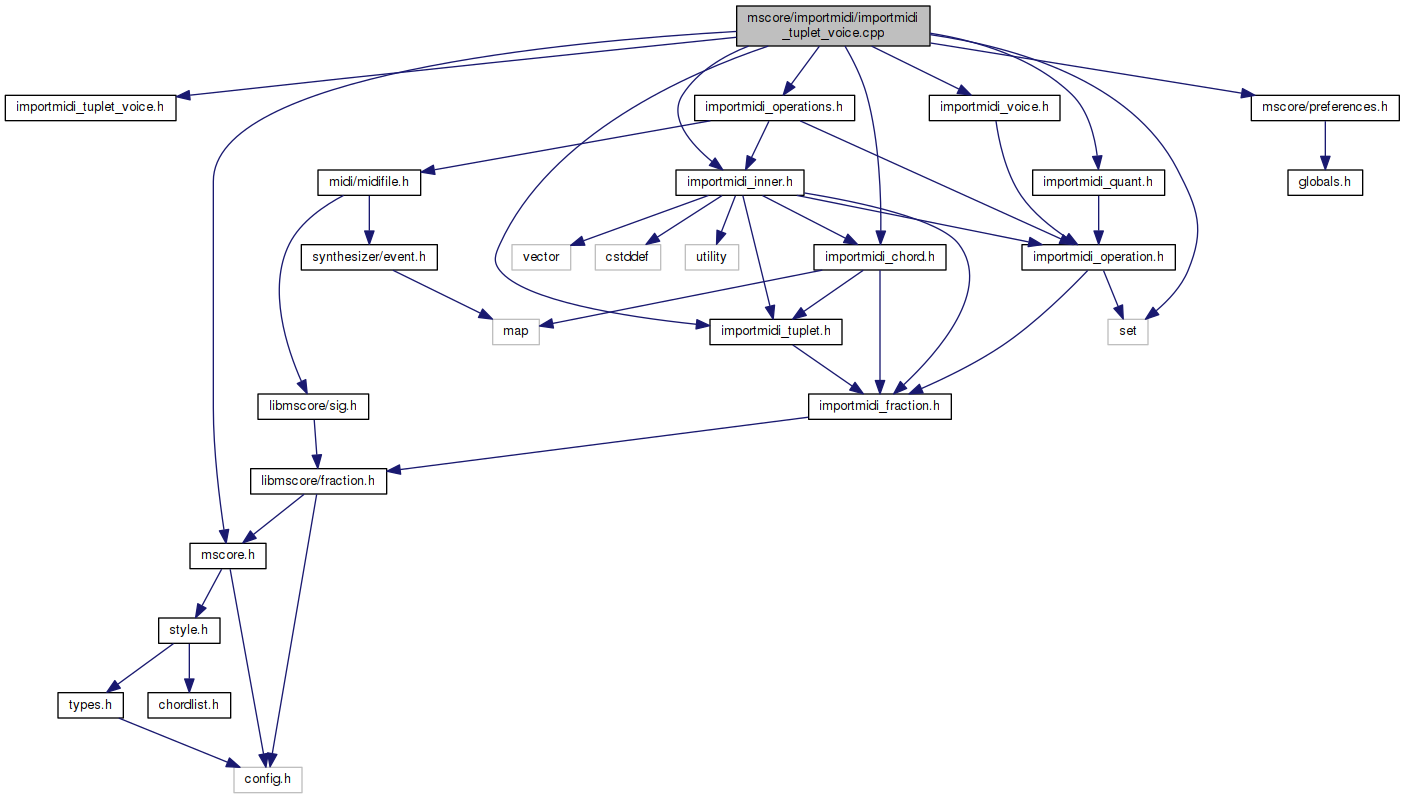 mscore/importmidi/importmidi
_tuplet_voice.cpp
importmidi_tuplet_voice.h
importmidi_operations.h
importmidi_voice.h
mscore/preferences.h
midi/midifile.h
importmidi_inner.h
importmidi_quant.h
globals.h
synthesizer/event.h
vector
cstddef
utility
importmidi_chord.h
importmidi_operation.h
map
importmidi_tuplet.h
set
libmscore/sig.h
importmidi_fraction.h
libmscore/fraction.h
mscore.h
style.h
types.h
chordlist.h
config.h